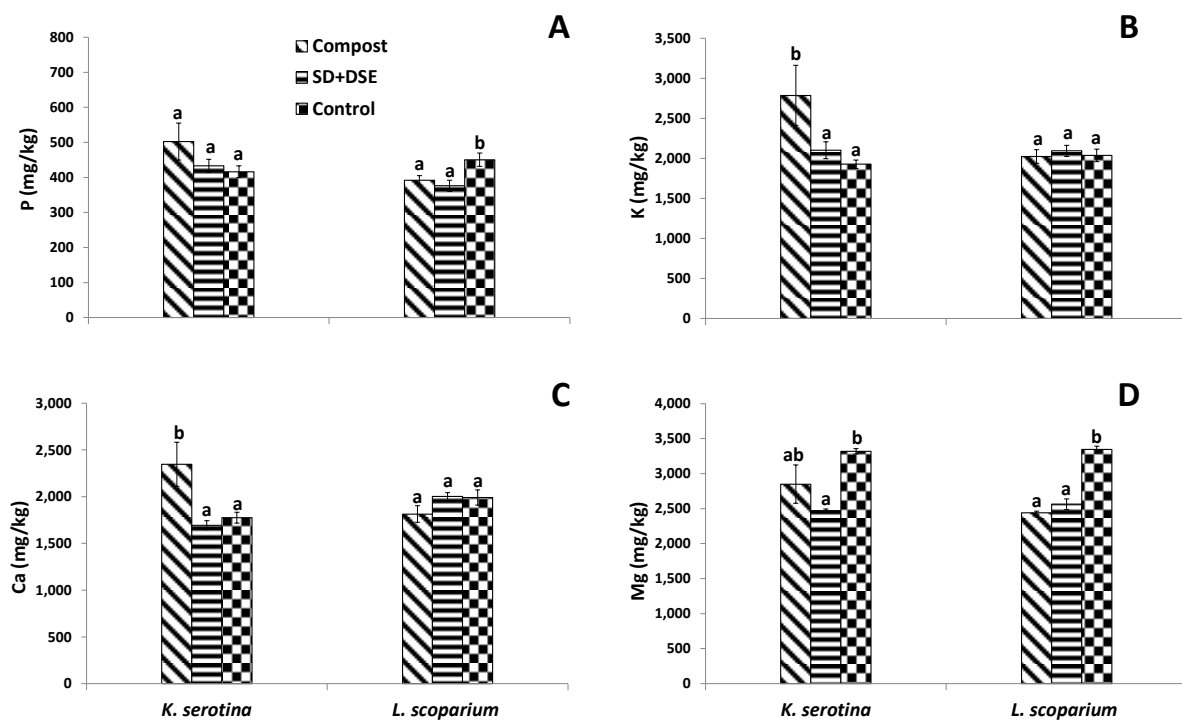 A
P (mg/kg)
800
700
600
500
400
300
200
100
0
Compost
SD+DSE
Control
a a a
a a b
B
K (mg/kg)
3,500
3,000
2,500
2,000
1,500
1,000
500
0
b a a
a a a
C
Ca (mg/kg)
3,000
2,500
2,000
1,500
1,000
500
0
b a a
a a a
K. serotina L. scoparium
D
Mg (mg/kg)
4,000
3,500
3,000
2,500
2,000
1,500
1,000
500
0
ab a b
a a b
K. serotina L. scoparium